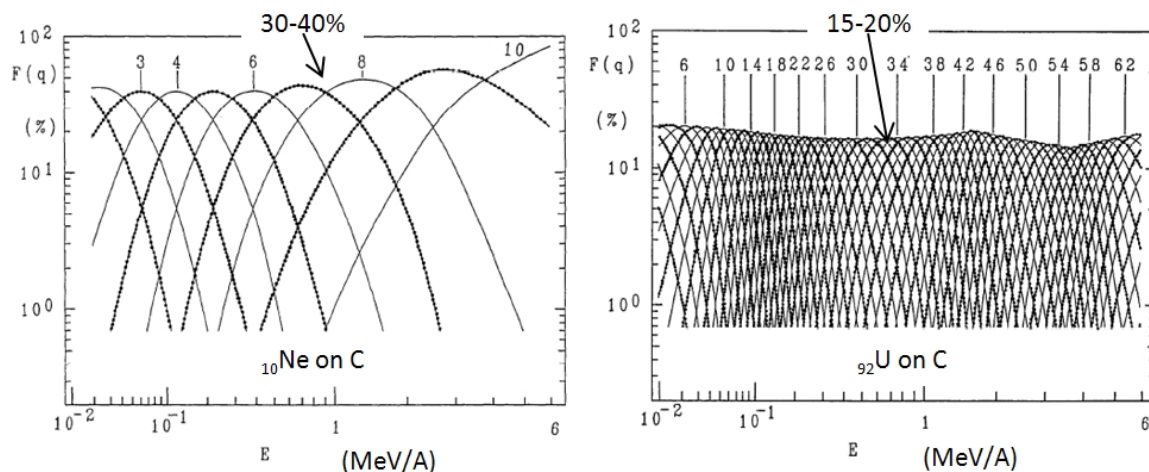 30-40%
10²
F(q)
(%)
10¹
10⁰
3 4 6 8 10
₁₀Ne on C
10⁻² 10⁻¹ 1 6
E (MeV/A)
15-20%
10²
F(q)
(%)
10¹
10⁰
6 10 14 18 22 26 30 34 38 42 46 50 54 58 62
₉₂U on C
10⁻² 10⁻¹ 1 6
E (MeV/A)